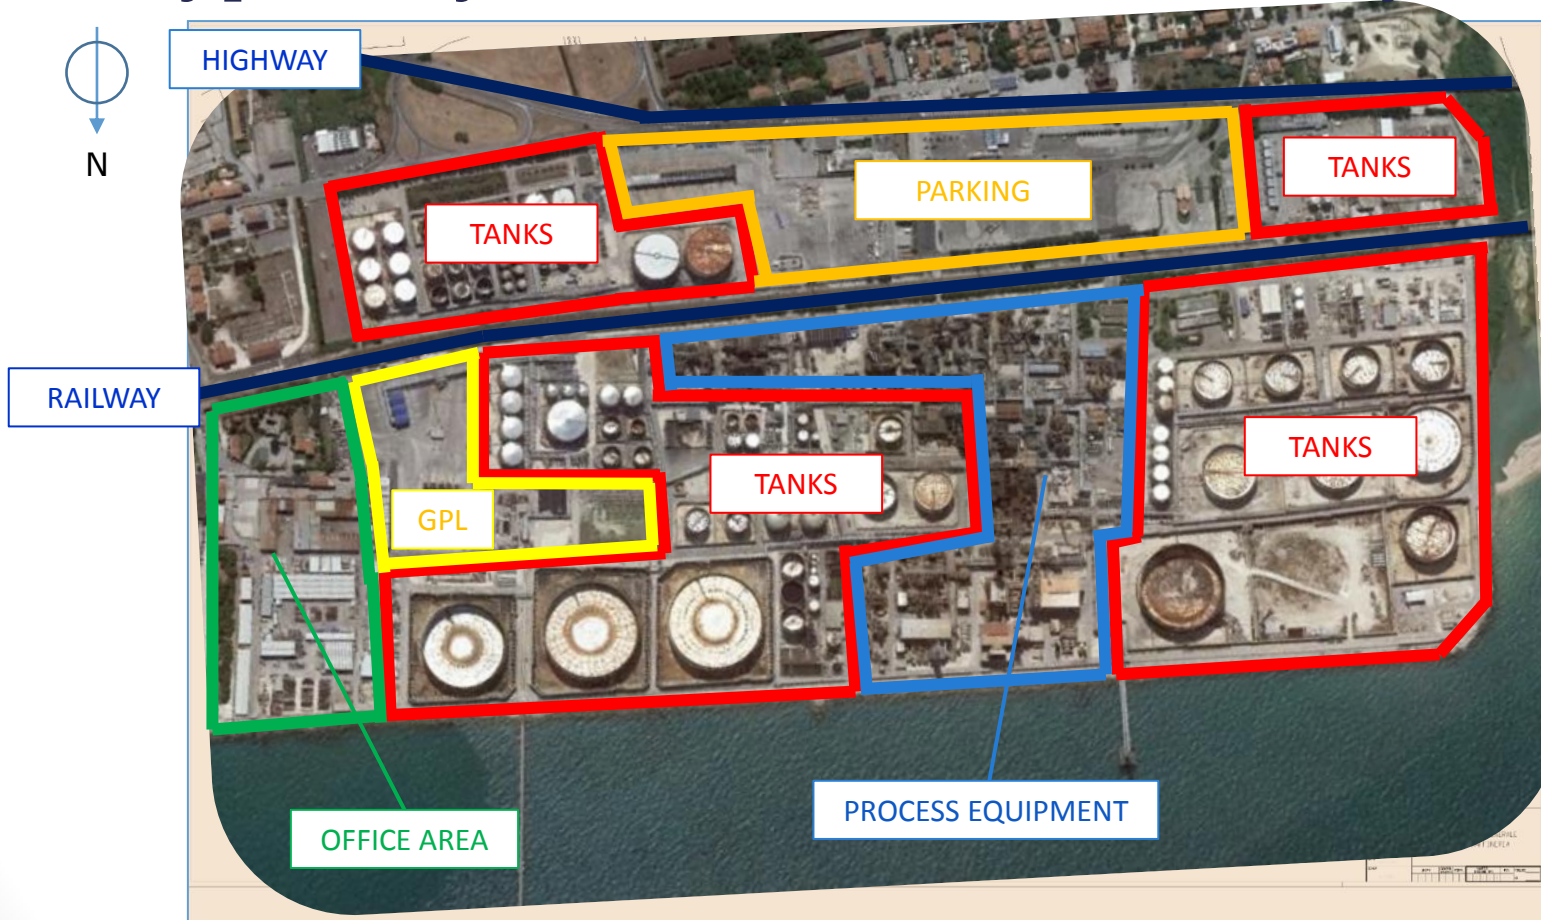 HIGHWAY
N
TANKS
PARKING
TANKS
RAILWAY
TANKS
TANKS
GPL
PROCESS EQUIPMENT
OFFICE AREA